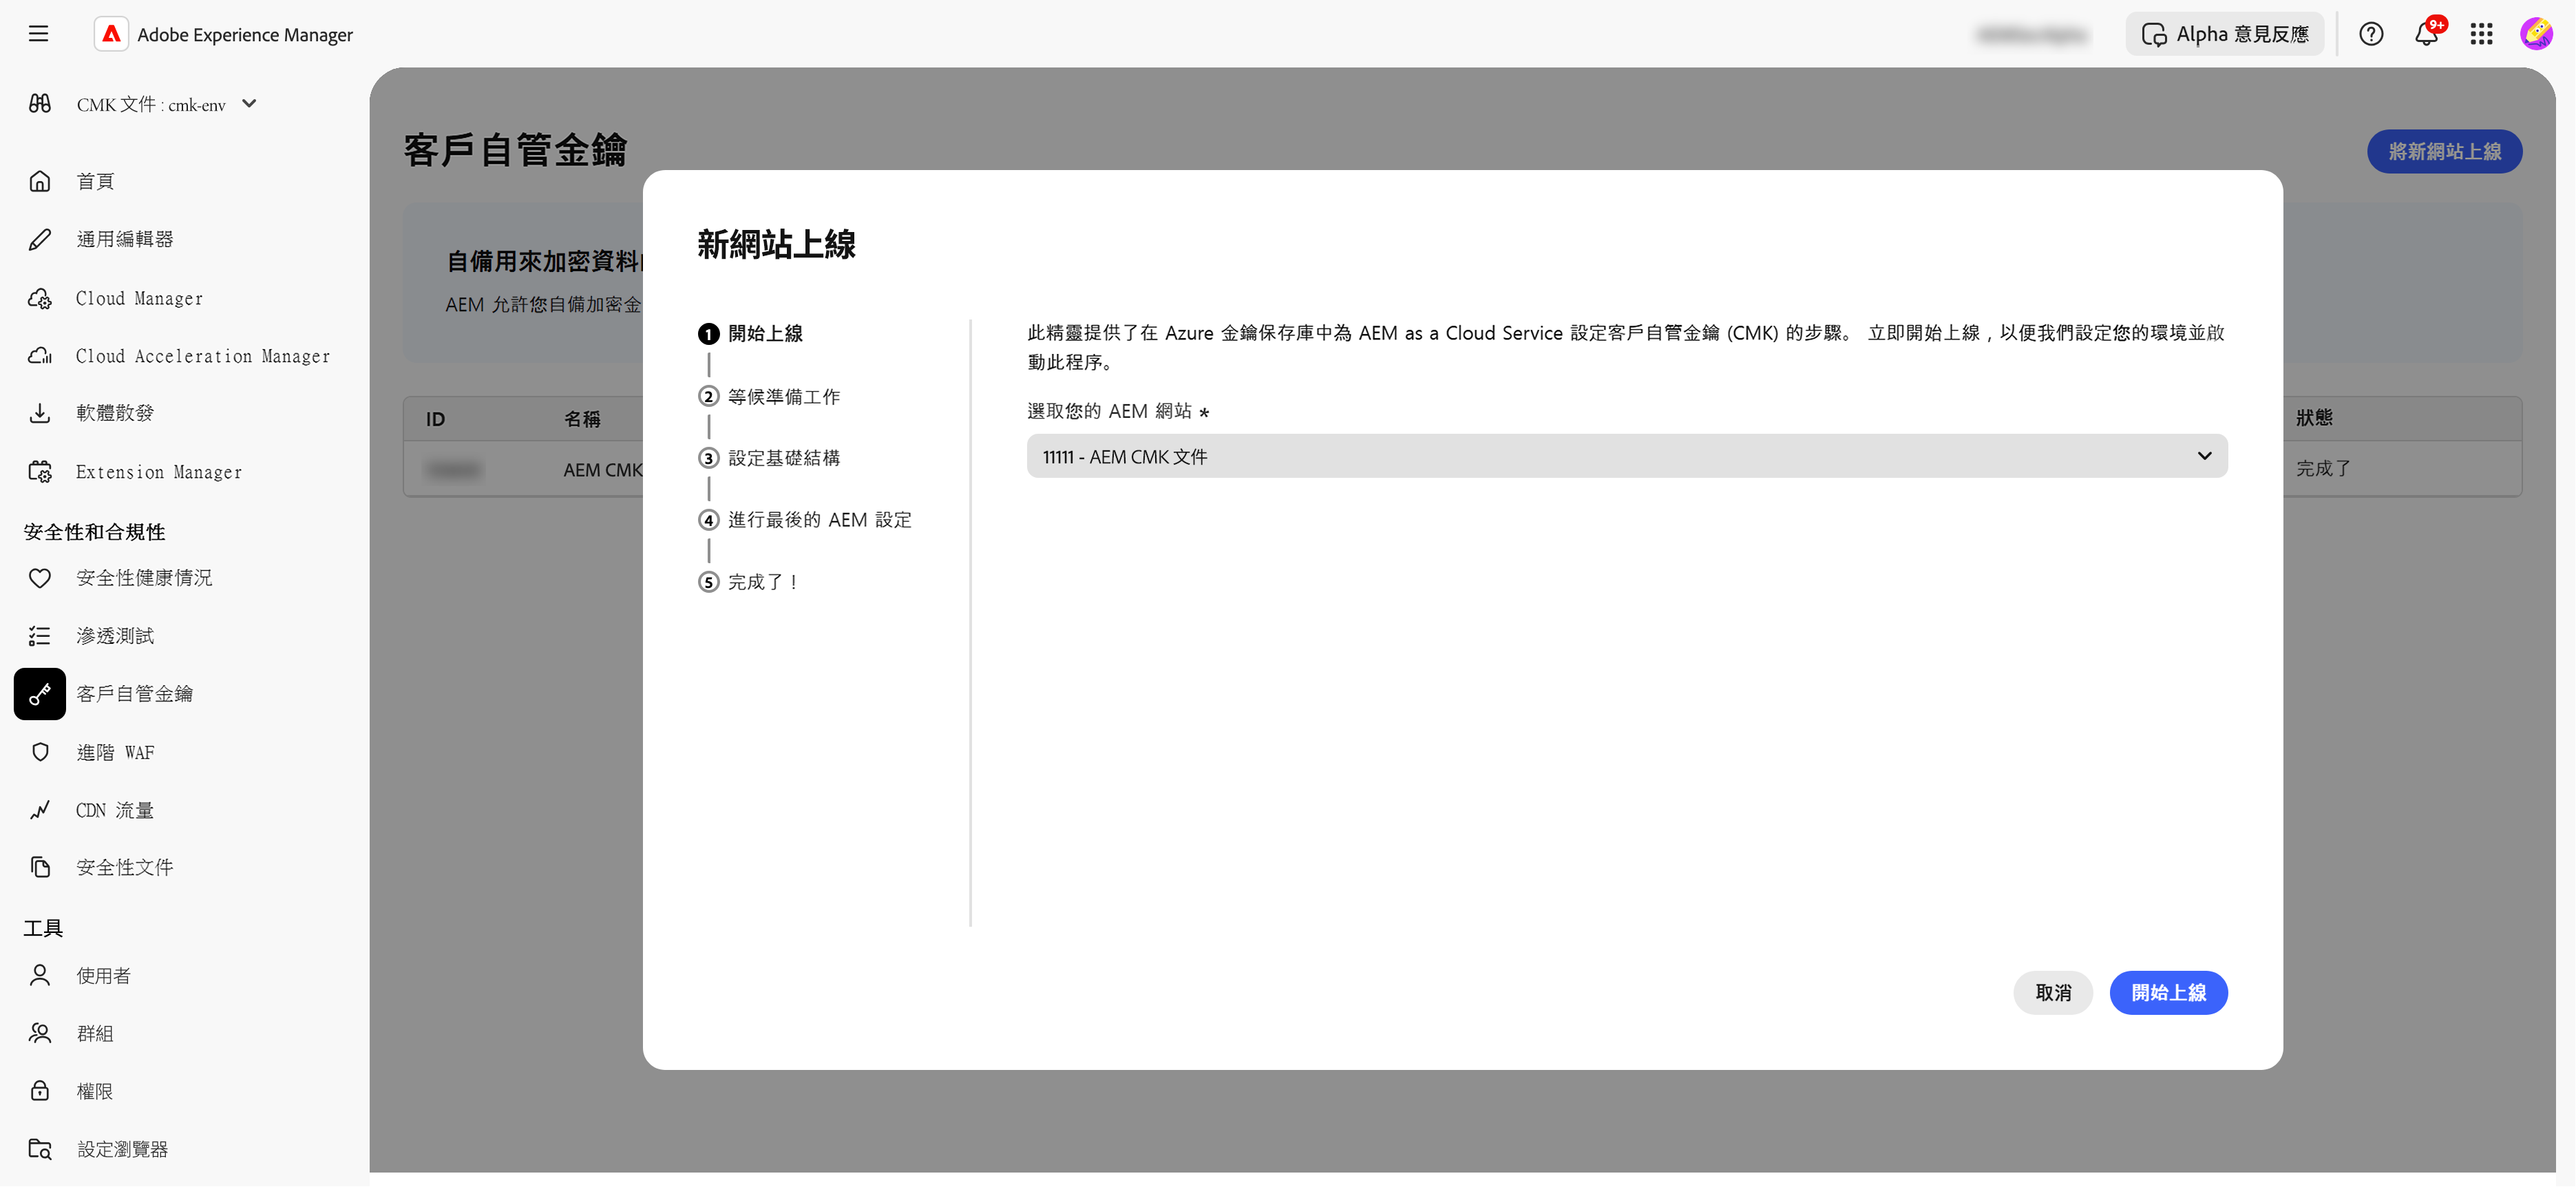 Adobe Experience Manager
Alpha 意見反應
9+
CMK 文件 : cmk-env
首頁
通用編輯器
Cloud Manager
Cloud Acceleration Manager
軟體散發
Extension Manager
安全性和合規性
安全性健康情況
滲透測試
客戶自管金鑰
進階 WAF
CDN 流量
安全性文件
工具
使用者
群組
權限
設定瀏覽器
客戶自管金鑰
將新網站上線
自備用來加密資料
AEM 允許您自備加密金
ID 名稱 狀態
AEM CMK 完成了
新網站上線
1 開始上線
2 等候準備工作
3 設定基礎結構
4 進行最後的 AEM 設定
5 完成了！
此精靈提供了在 Azure 金鑰保存庫中為 AEM as a Cloud Service 設定客戶自管金鑰 (CMK) 的步驟。 立即開始上線，以便我們設定您的環境並啟
動此程序。
選取您的 AEM 網站 *
11111 - AEM CMK 文件
取消
開始上線